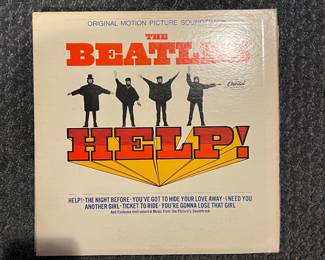 ORIGINAL MOTION PICTURE SOUNDTRACK
THE
BEATLES
Capitol
HELP!
HELP! · THE NIGHT BEFORE · YOU'VE GOT TO HIDE YOUR LOVE AWAY · I NEED YOU
ANOTHER GIRL · TICKET TO RIDE · YOU'RE GONNA LOSE THAT GIRL
And Exclusive Instrumental Music from the Picture's Soundtrack